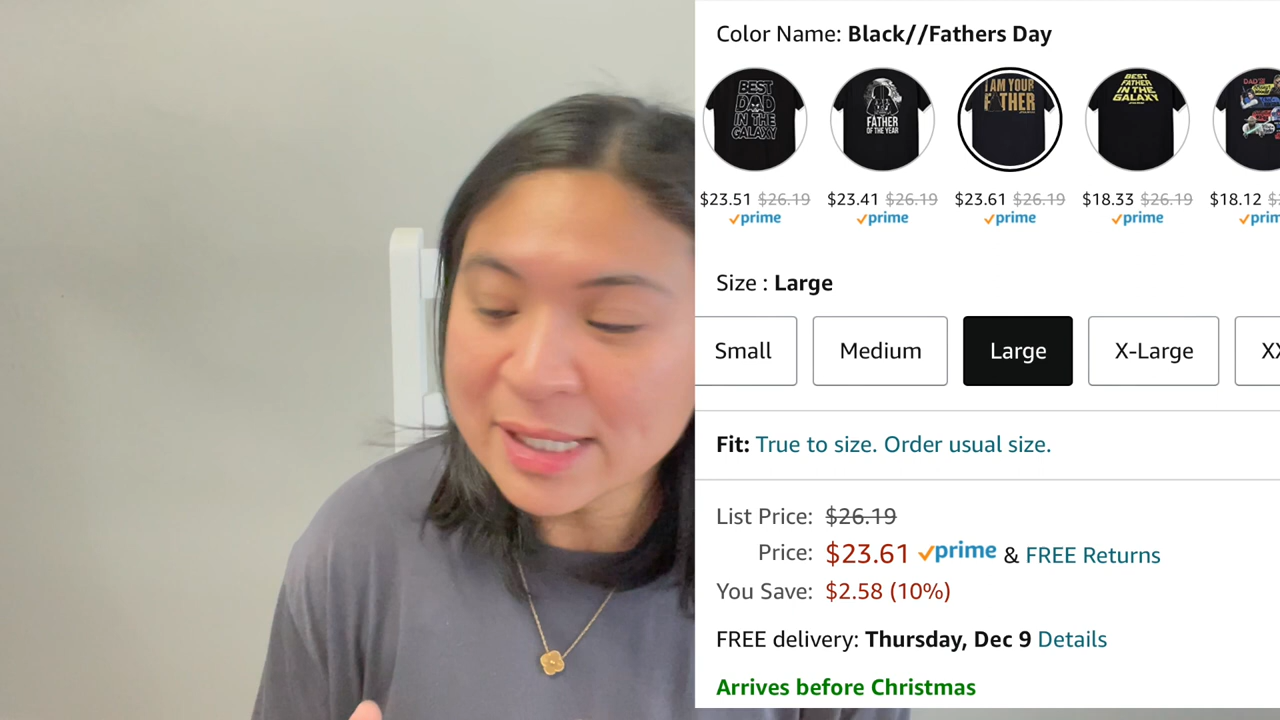 Color Name: Black//Fathers Day
BEST DAD IN THE GALAXY
FATHER OF THE YEAR
I AM YOUR FATHER
BEST FATHER IN THE GALAXY
$23.51 $26.19 $23.41 $26.19 $23.61 $26.19 $18.33 $26.19 $18.12
prime prime prime prime prim
Size : Large
Small Medium Large X-Large XX
Fit: True to size. Order usual size.
List Price: $26.19
Price: $23.61 prime & FREE Returns
You Save: $2.58 (10%)
FREE delivery: Thursday, Dec 9 Details
Arrives before Christmas